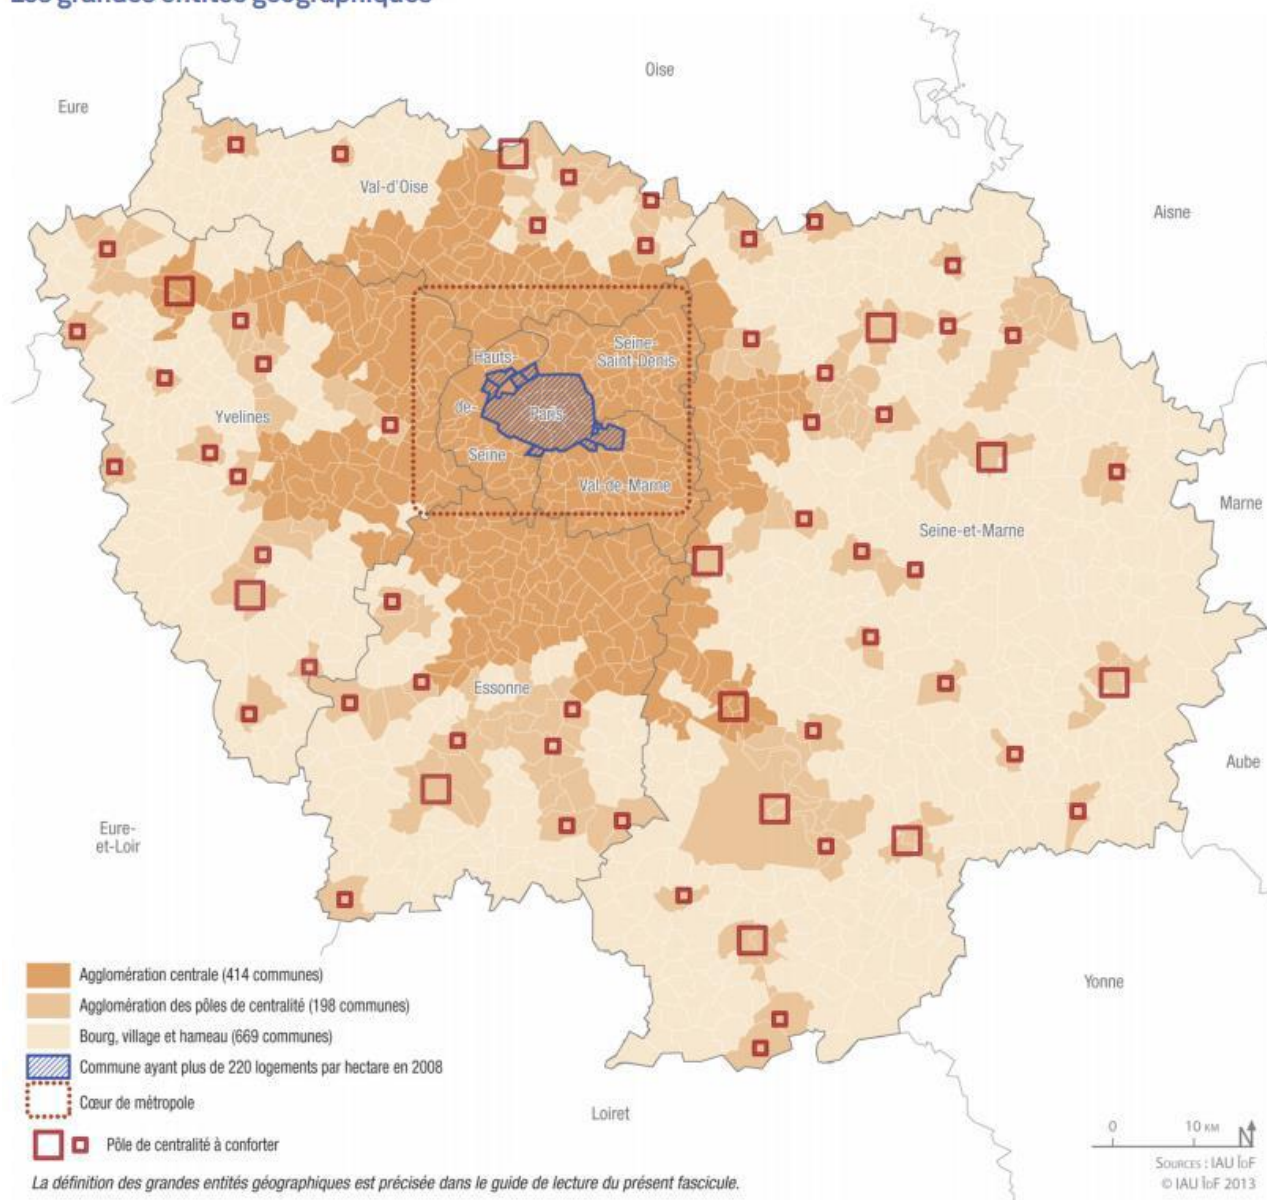 Les grandes entités géographiques
Oise
Eure
Val-d'Oise
Aisne
Hauts-
Seine-
Saint-Denis
de-
Paris
Yvelines
Seine
Val-de-Marne
Marne
Seine-et-Marne
Essonne
Aube
Eure-
et-Loir
Agglomération centrale (414 communes)
Agglomération des pôles de centralité (198 communes)
Yonne
Bourg, village et hameau (669 communes)
Commune ayant plus de 220 logements par hectare en 2008
Cœur de métropole
Loiret
Pôle de centralité à conforter
0 10 KM N
SOURCES : IAU ÎDF
© IAU ÎDF 2013
La définition des grandes entités géographiques est précisée dans le guide de lecture du présent fascicule.